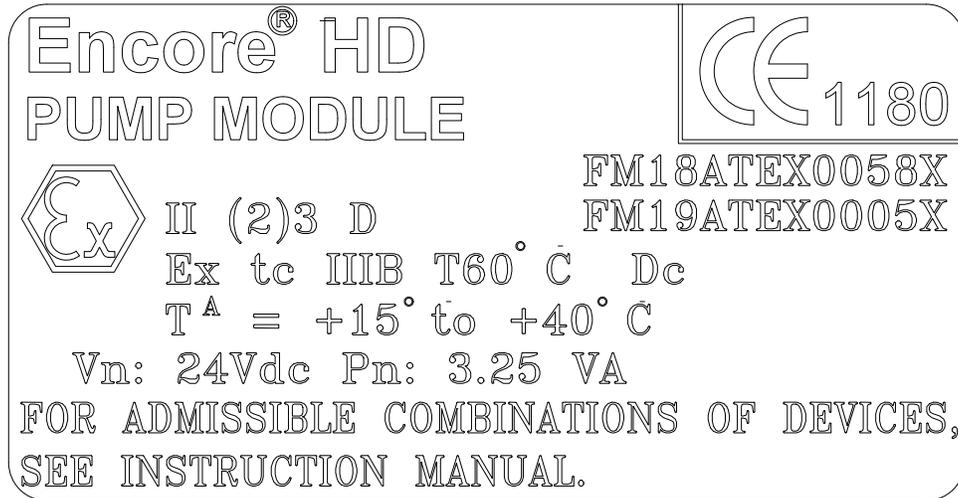 Encore® HD
PUMP MODULE
CE 1180
FM18ATEX0058X
FM19ATEX0005X
Ex
II (2)3 D
Ex tc IIIB T60°C Dc
TA = +15° to +40°C
Vn: 24Vdc Pn: 3.25 VA
FOR ADMISSIBLE COMBINATIONS OF DEVICES,
SEE INSTRUCTION MANUAL.